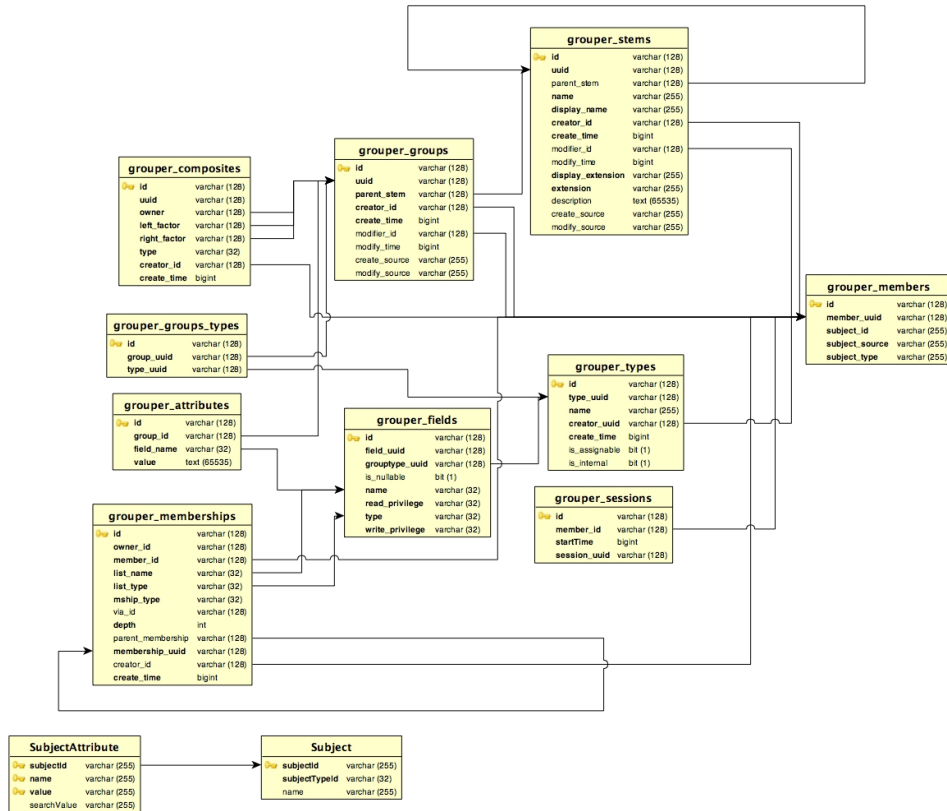 grouper_stems
id varchar (128)
uuid varchar (128)
parent_stem varchar (128)
name varchar (255)
display_name varchar (255)
creator_id varchar (128)
create_time bigint
modifier_id varchar (128)
modify_time bigint
display_extension varchar (255)
extension varchar (255)
description text (65535)
create_source varchar (255)
modify_source varchar (255)
grouper_groups
id varchar (128)
uuid varchar (128)
parent_stem varchar (128)
creator_id varchar (128)
create_time bigint
modifier_id varchar (128)
modify_time bigint
create_source varchar (255)
modify_source varchar (255)
grouper_composites
id varchar (128)
uuid varchar (128)
owner varchar (128)
left_factor varchar (128)
right_factor varchar (128)
type varchar (32)
creator_id varchar (128)
create_time bigint
grouper_members
id varchar (128)
member_uuid varchar (128)
subject_id varchar (255)
subject_source varchar (255)
subject_type varchar (255)
grouper_groups_types
id varchar (128)
group_uuid varchar (128)
type_uuid varchar (128)
grouper_types
id varchar (128)
type_uuid varchar (128)
name varchar (255)
creator_uuid varchar (128)
create_time bigint
is_assignable bit (1)
is_internal bit (1)
grouper_attributes
id varchar (128)
group_id varchar (128)
field_name varchar (32)
value text (65535)
grouper_fields
id varchar (128)
field_uuid varchar (128)
grouptype_uuid varchar (128)
is_nullable bit (1)
name varchar (32)
read_privilege varchar (32)
type varchar (32)
write_privilege varchar (32)
grouper_sessions
id varchar (128)
member_id varchar (128)
startTime bigint
session_uuid varchar (128)
grouper_memberships
id varchar (128)
owner_id varchar (128)
member_id varchar (128)
list_name varchar (32)
list_type varchar (32)
mship_type varchar (32)
via_id varchar (128)
depth int
parent_membership varchar (128)
membership_uuid varchar (128)
creator_id varchar (128)
create_time bigint
SubjectAttribute
subjectId varchar (255)
name varchar (255)
value varchar (255)
searchValue varchar (255)
Subject
subjectId varchar (255)
subjectTypeId varchar (32)
name varchar (255)